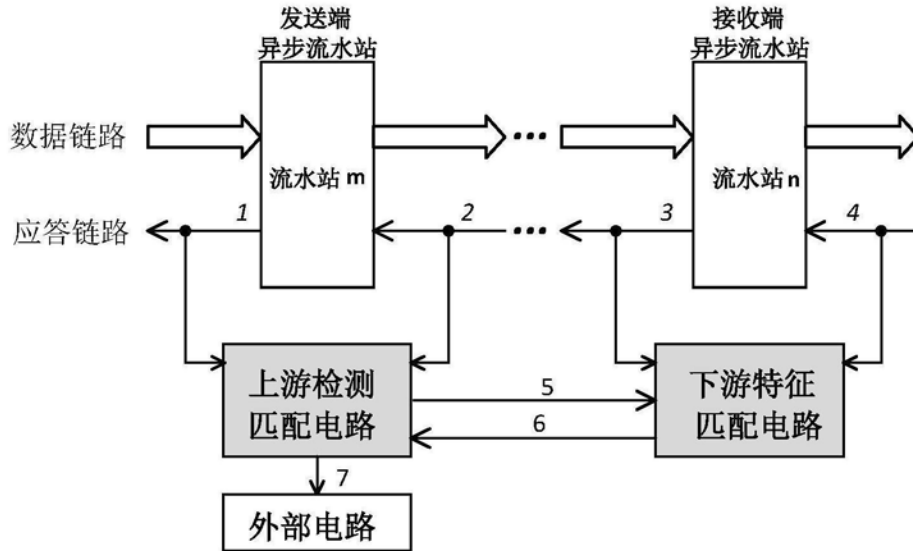 发送端
异步流水站
接收端
异步流水站
数据链路
•••
流水站 m
流水站 n
应答链路
1
2
•••
3
4
上游检测
匹配电路
5
6
下游特征
匹配电路
7
外部电路